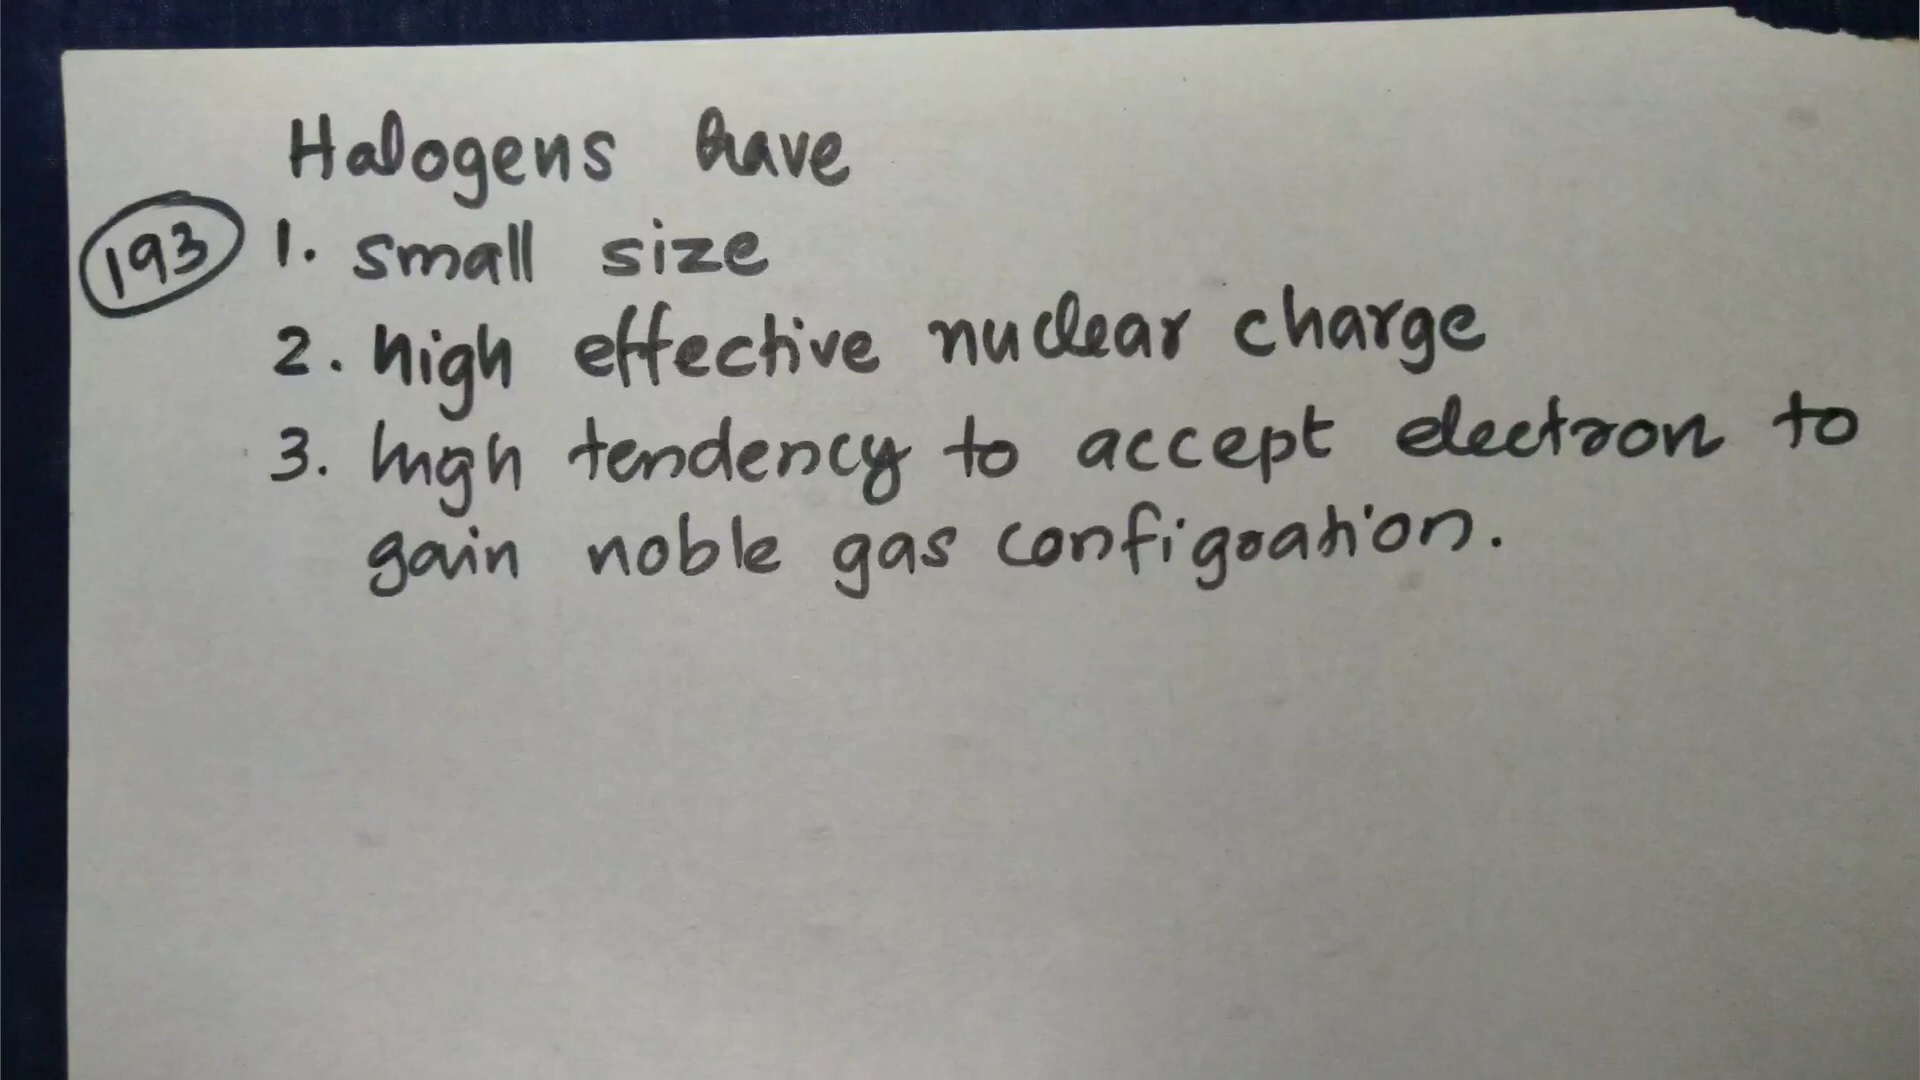 Halogens have
193 1. small size
2. high effective nuclear charge
3. high tendency to accept electron to
gain noble gas configration.